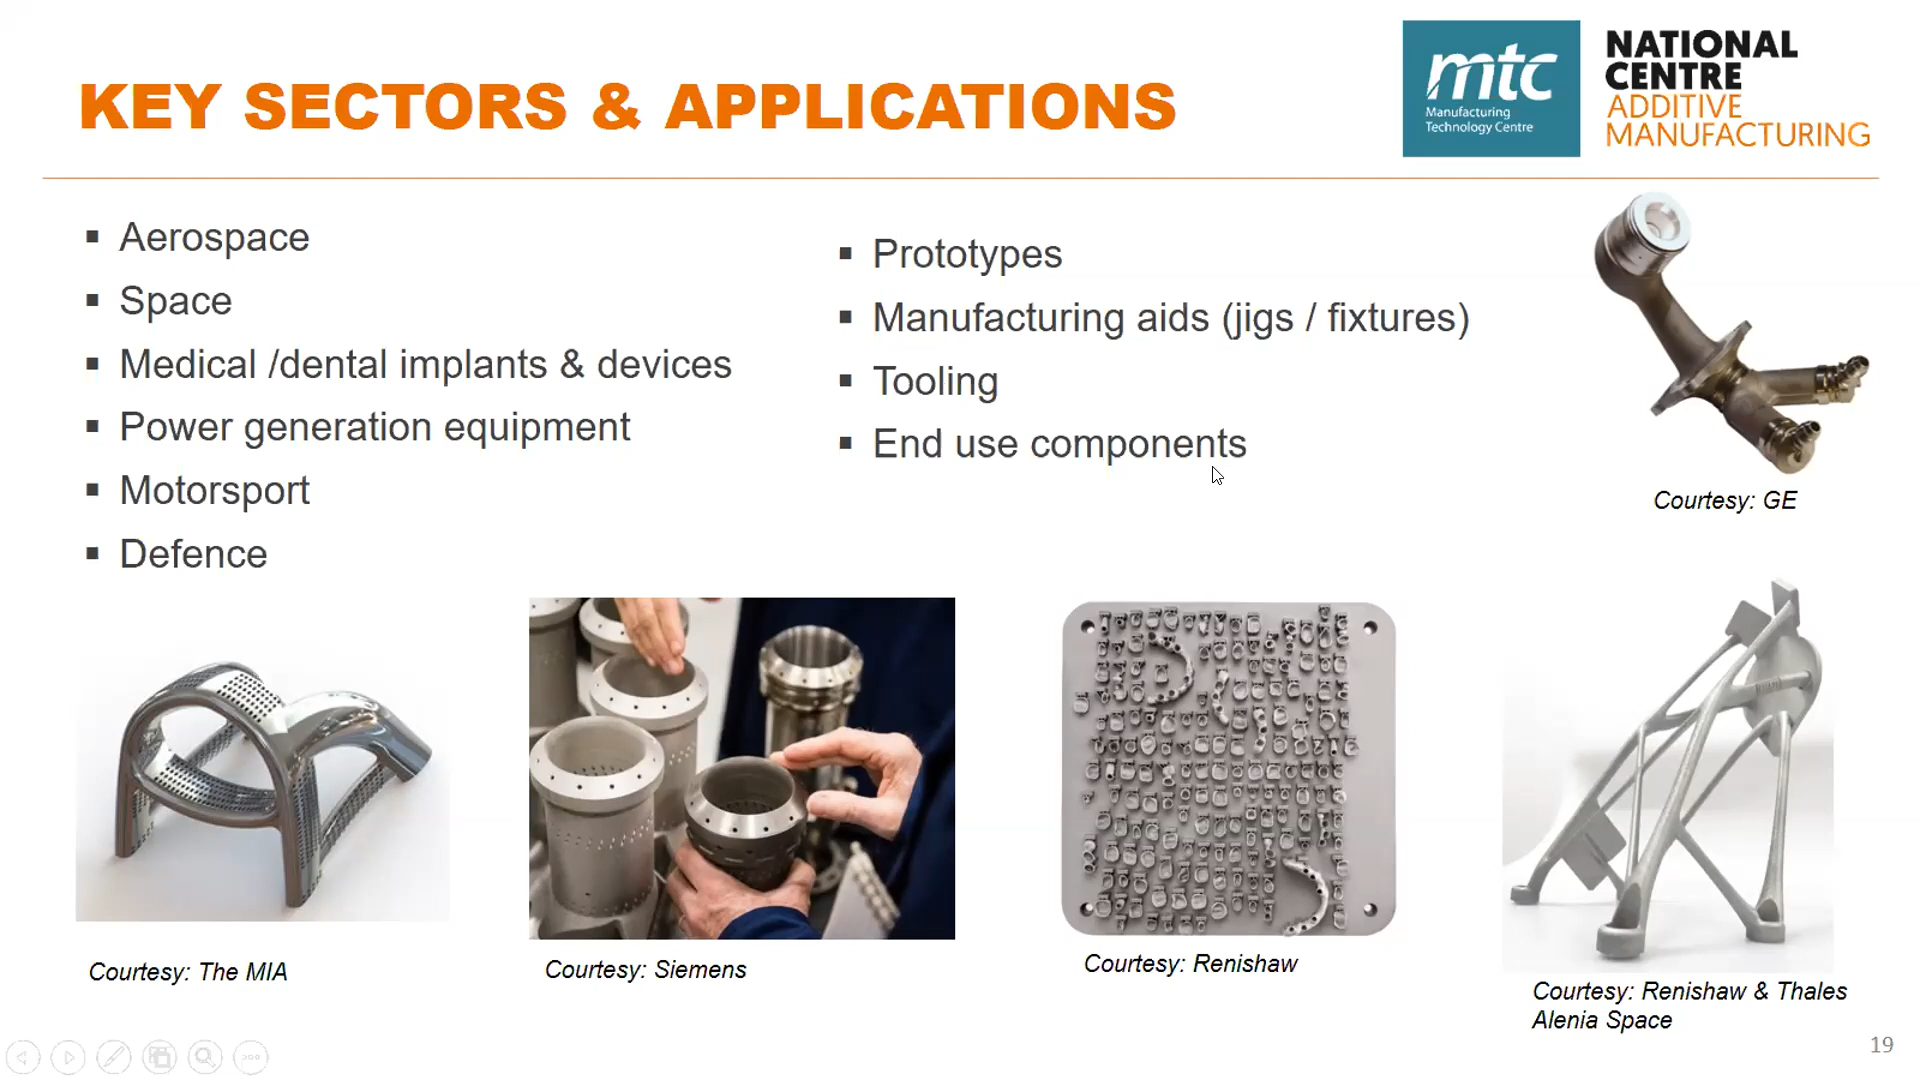 KEY SECTORS & APPLICATIONS
mtc
Manufacturing
Technology Centre
NATIONAL
CENTRE
ADDITIVE
MANUFACTURING
▪ Aerospace
▪ Space
▪ Medical /dental implants & devices
▪ Power generation equipment
▪ Motorsport
▪ Defence
▪ Prototypes
▪ Manufacturing aids (jigs / fixtures)
▪ Tooling
▪ End use components
Courtesy: GE
Courtesy: The MIA
Courtesy: Siemens
Courtesy: Renishaw
Courtesy: Renishaw & Thales
Alenia Space
19